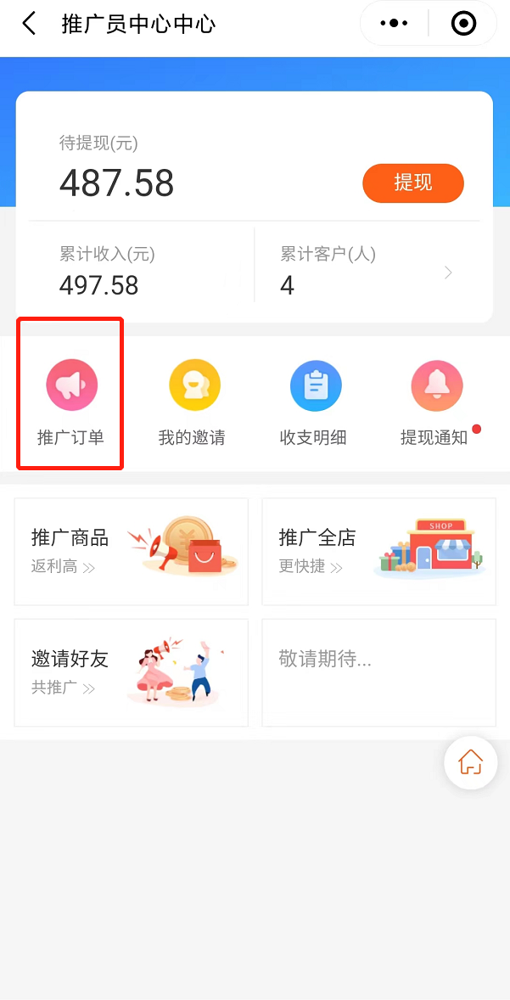 推广员中心中心
待提现(元)
487.58
提现
累计收入(元)
累计客户(人)
497.58
4
推广订单
我的邀请
收支明细
提现通知
推广商品
返利高
推广全店
更快捷
SHOP
邀请好友
共推广
敬请期待...